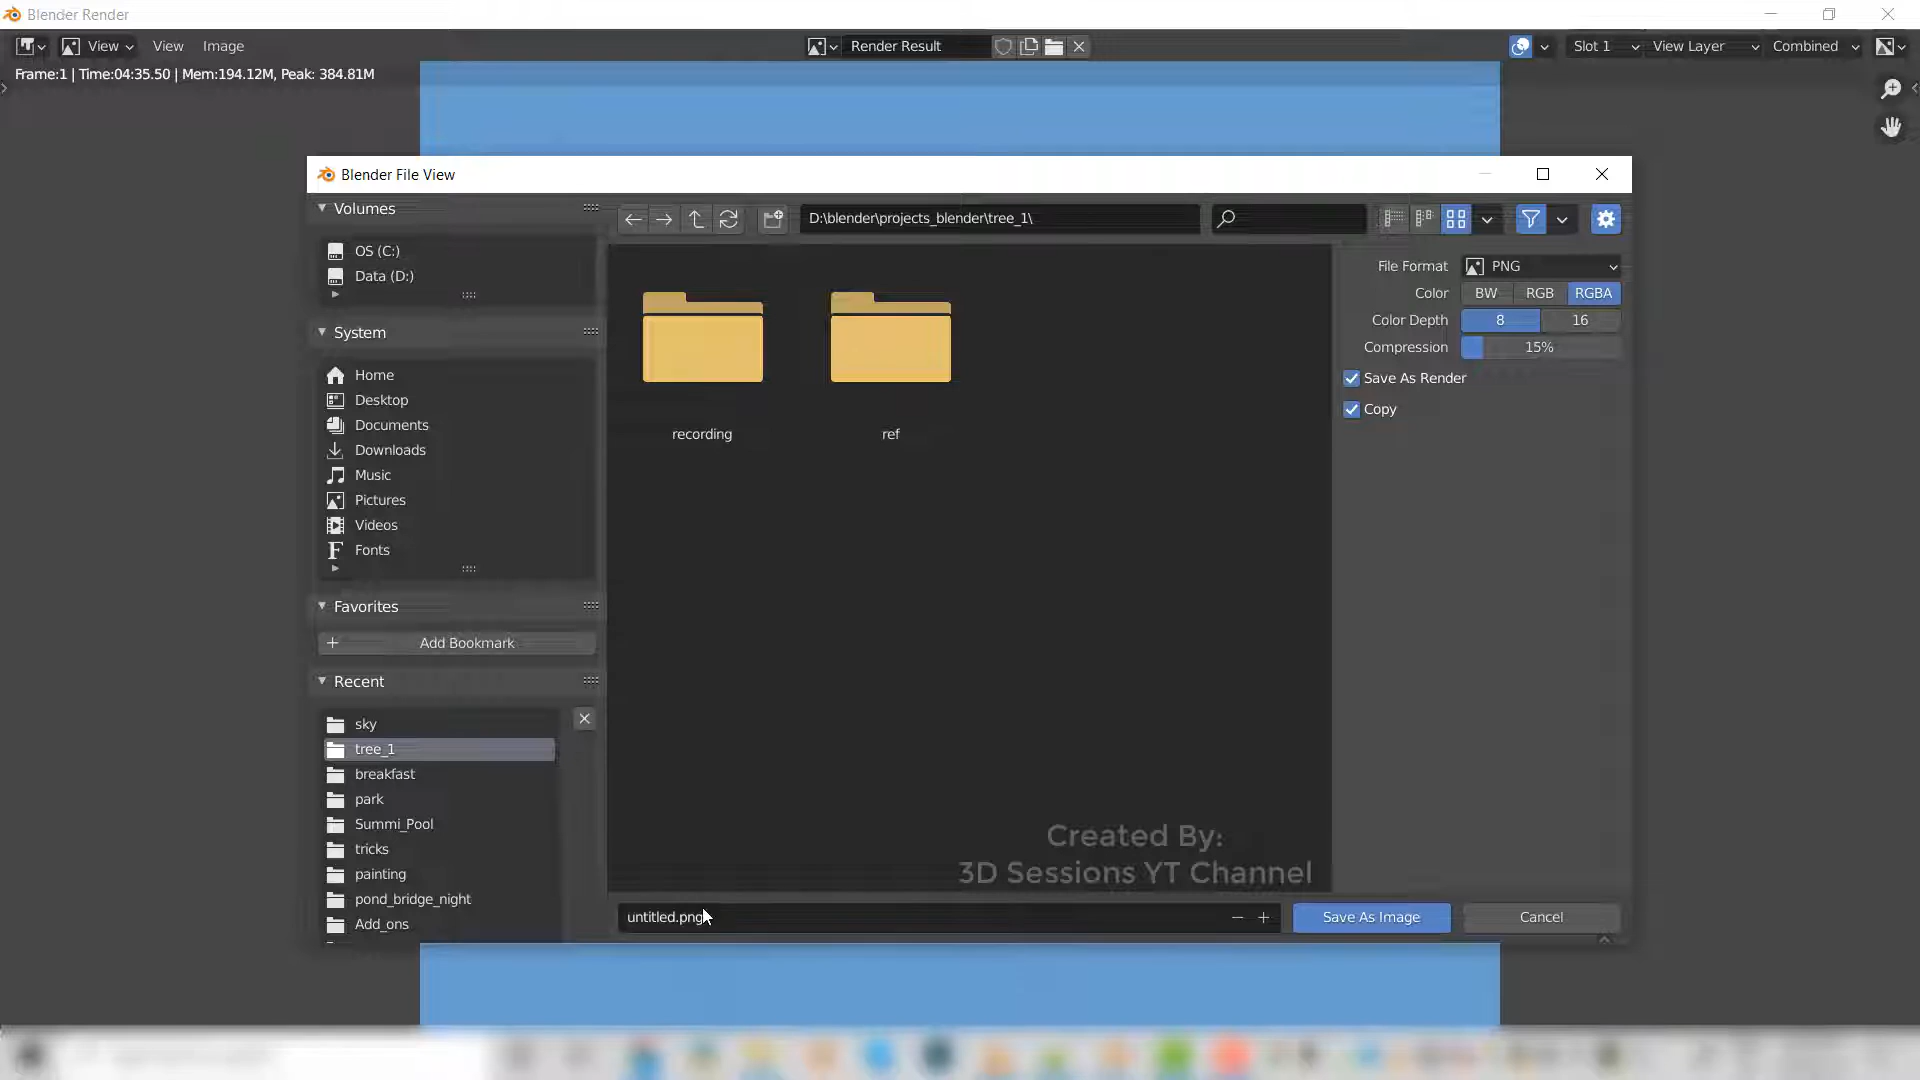 Blender Render
View View Image Render Result Slot 1 View Layer Combined
Frame:1 | Time:04:35.50 | Mem:194.12M, Peak: 384.81M
Blender File View
Volumes
OS (C:)
Data (D:)
System
Home
Desktop
Documents
Downloads
Music
Pictures
Videos
Fonts
Favorites
Add Bookmark
Recent
sky
tree_1
breakfast
park
Summi_Pool
tricks
painting
pond_bridge_night
Add_ons
D:\blender\projects_blender\tree_1\
recording
ref
File Format PNG
Color BW RGB RGBA
Color Depth 8 16
Compression 15%
Save As Render
Copy
Created By:
3D Sessions YT Channel
untitled.png
Save As Image
Cancel